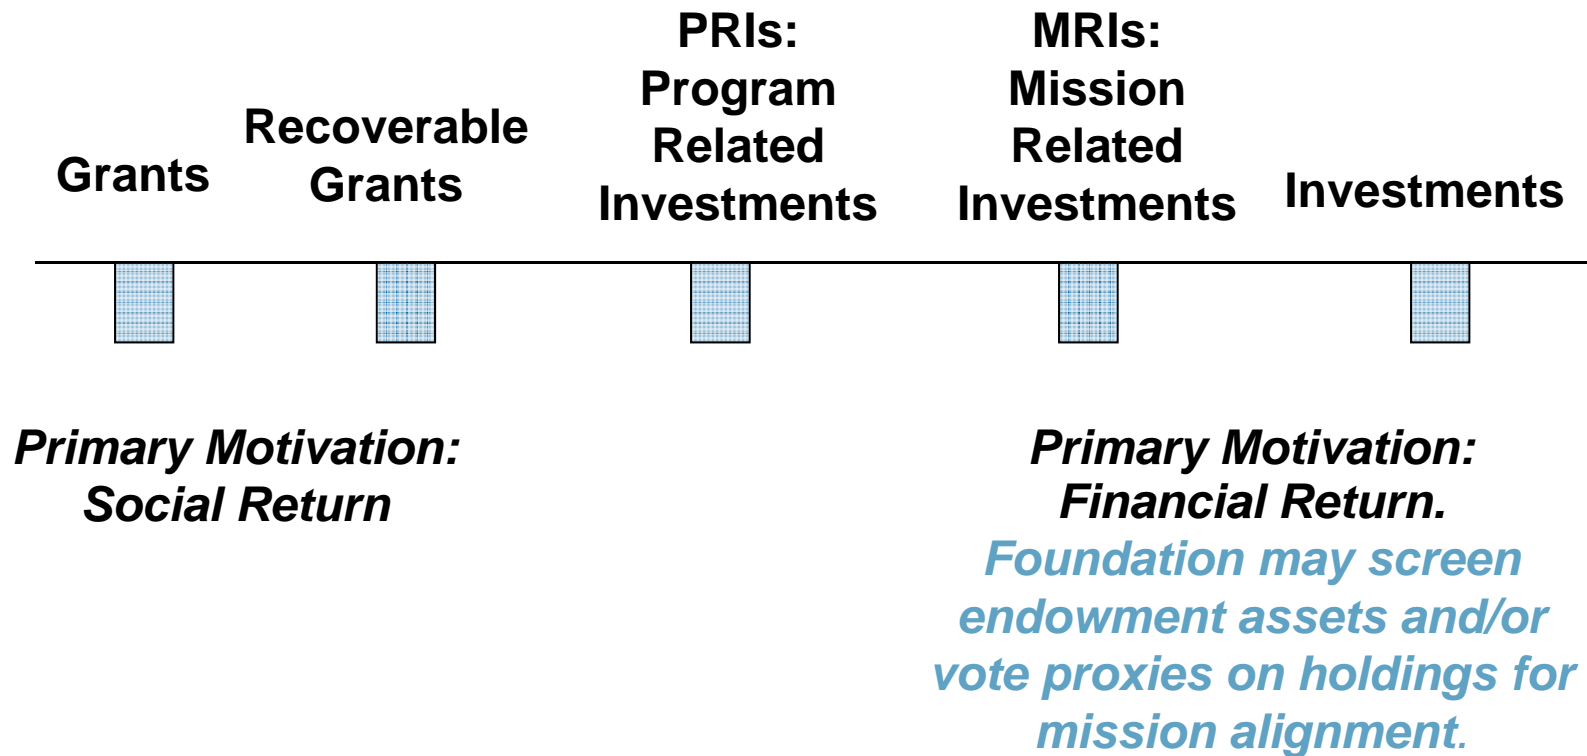 Grants
Recoverable
Grants
PRIs:
Program
Related
Investments
MRIs:
Mission
Related
Investments
Investments
Primary Motivation:
Social Return
Primary Motivation:
Financial Return.
Foundation may screen
endowment assets and/or
vote proxies on holdings for
mission alignment.